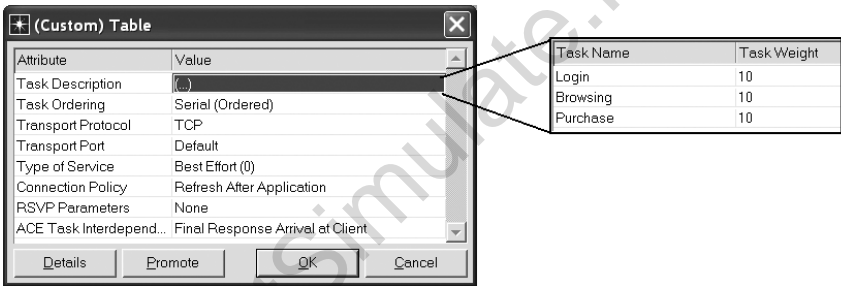 (Custom) Table
Attribute Value
Task Description (...)
Task Ordering Serial (Ordered)
Transport Protocol TCP
Transport Port Default
Type of Service Best Effort (0)
Connection Policy Refresh After Application
RSVP Parameters None
ACE Task Interdepend... Final Response Arrival at Client
Details Promote OK Cancel
Task Name Task Weight
Login 10
Browsing 10
Purchase 10